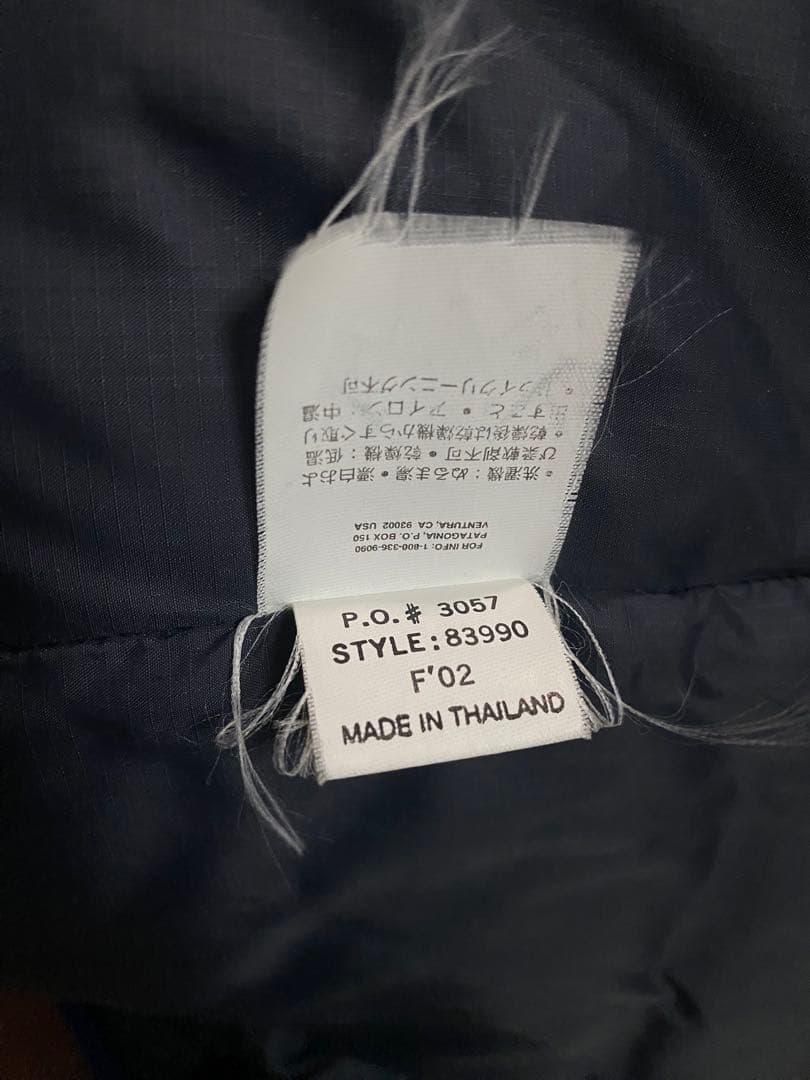 FOR INFO: 1-800-336-9090
PATAGONIA, P.O. BOX 150
VENTURA, CA 93002 USA
洗濯機：ぬるま湯 • 漂白およ
び柔軟剤不可 • 乾燥機：低温
• 乾燥後は乾燥機からすぐ取り
出すこと • アイロン：中温
• ドライクリーニング不可
P.O.# 3057
STYLE:83990
F'02
MADE IN THAILAND